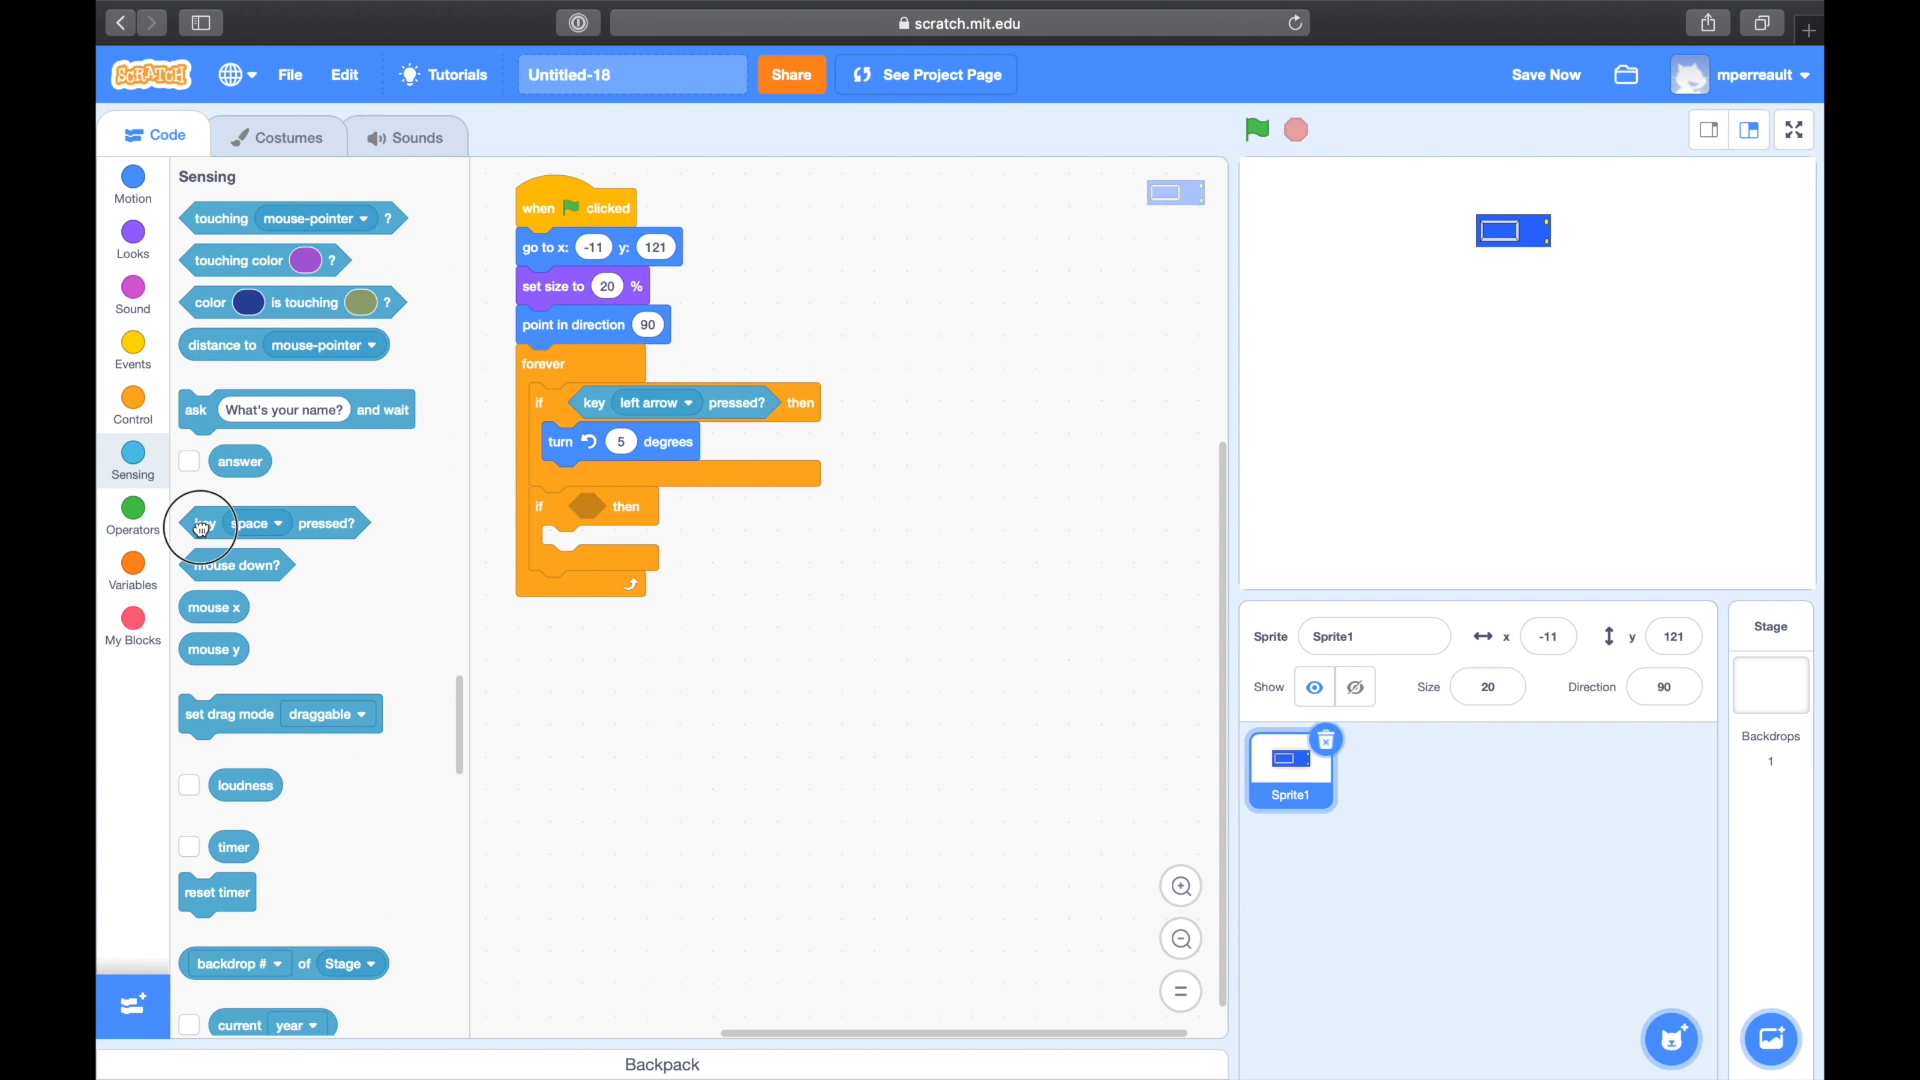 scratch.mit.edu
SCRATCH File Edit Tutorials Untitled-18 Share See Project Page Save Now mperreault
Code Costumes Sounds
Motion
Looks
Sound
Events
Control
Sensing
Operators
Variables
My Blocks
Sensing
touching mouse-pointer ?
touching color ?
color is touching ?
distance to mouse-pointer
ask What's your name? and wait
answer
key space pressed?
mouse down?
mouse x
mouse y
set drag mode draggable
loudness
timer
reset timer
backdrop # of Stage
current year
when clicked
go to x: -11 y: 121
set size to 20 %
point in direction 90
forever
if key left arrow pressed? then
turn 5 degrees
if then
Backpack
Sprite Sprite1 x -11 y 121
Show Size 20 Direction 90
Sprite1
Stage
Backdrops
1